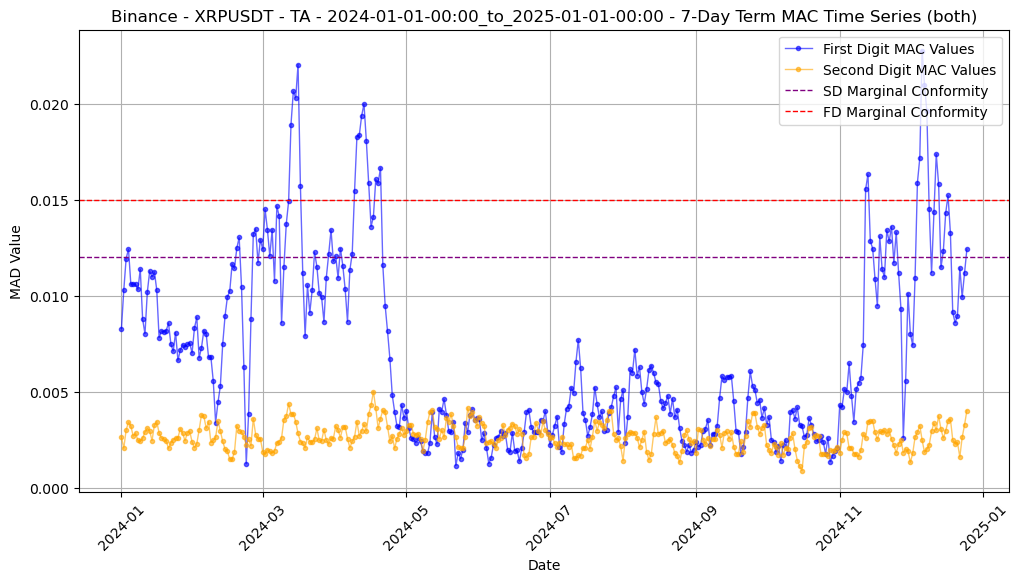 Binance - XRPUSDT - TA - 2024-01-01-00:00_to_2025-01-01-00:00 - 7-Day Term MAC Time Series (both)
First Digit MAC Values
Second Digit MAC Values
SD Marginal Conformity
FD Marginal Conformity
MAD Value
0.020
0.015
0.010
0.005
0.000
2024-01
2024-03
2024-05
2024-07
2024-09
2024-11
2025-01
Date